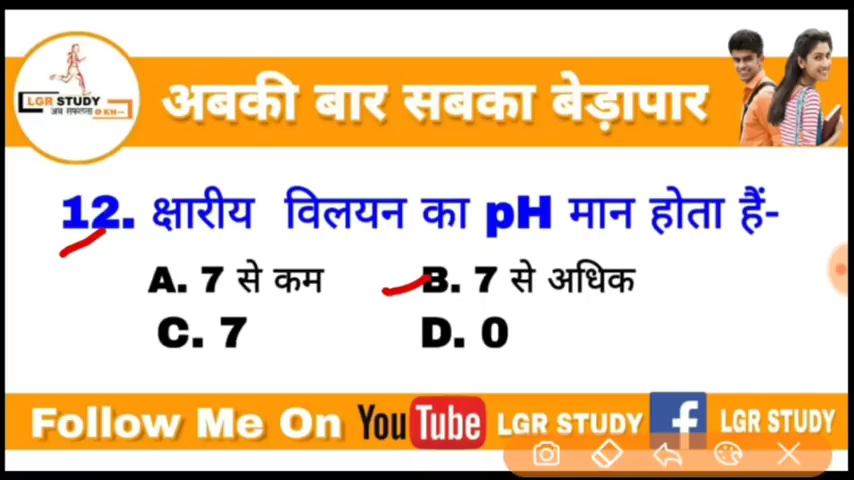 LGR STUDY
अब सफलता 0 KM
अबकी बार सबका बेड़ापार
12. क्षारीय विलयन का pH मान होता हैं-
A. 7 से कम B. 7 से अधिक
C. 7 D. 0
Follow Me On YouTube LGR STUDY f LGR STUDY